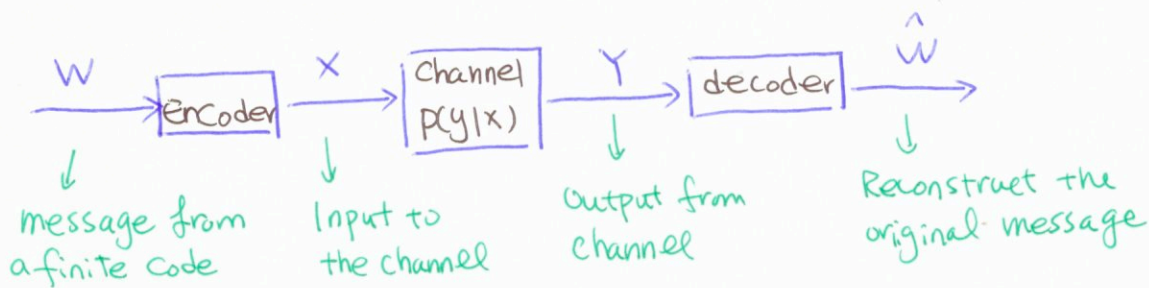 W
Encoder
X
Channel
p(y|x)
Y
decoder
Ŵ
message from
a finite code
Input to
the channel
Output from
channel
Reconstruct the
original message